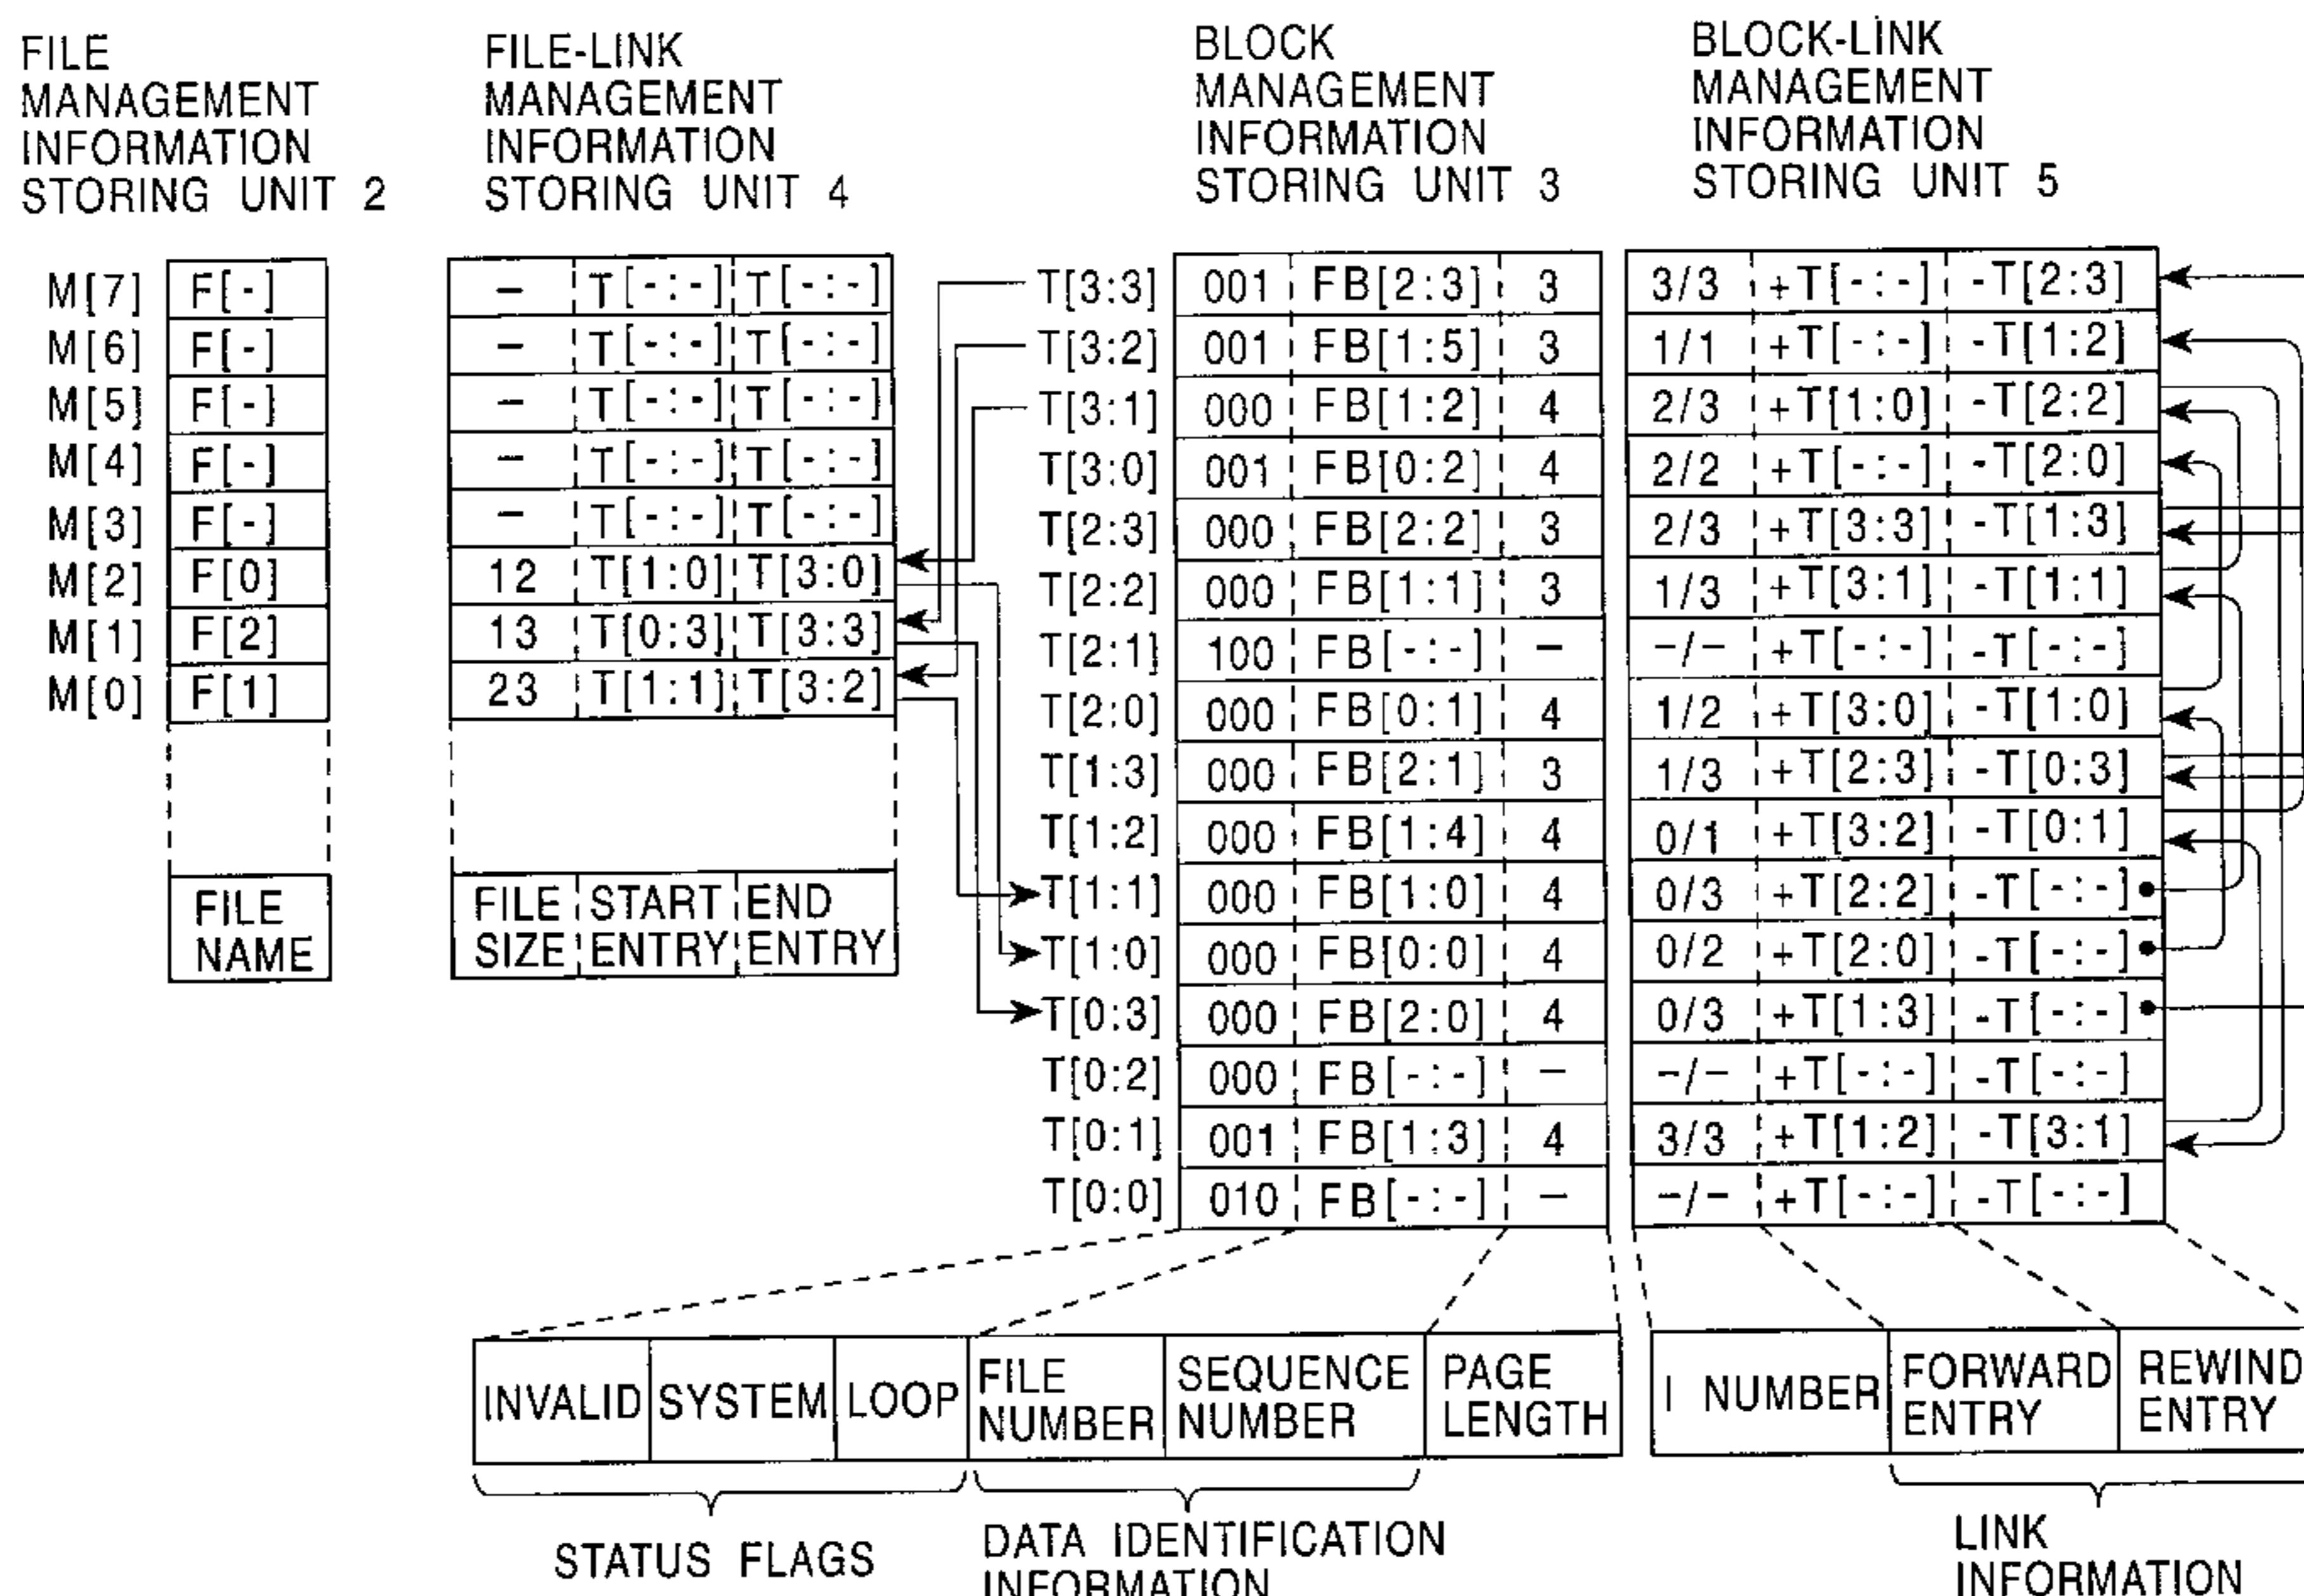 FILE
MANAGEMENT
INFORMATION
STORING UNIT 2
FILE-LINK
MANAGEMENT
INFORMATION
STORING UNIT 4
BLOCK
MANAGEMENT
INFORMATION
STORING UNIT 3
BLOCK-LINK
MANAGEMENT
INFORMATION
STORING UNIT 5
M[7] F[-]
M[6] F[-]
M[5] F[-]
M[4] F[-]
M[3] F[-]
M[2] F[0]
M[1] F[2]
M[0] F[1]
FILE
NAME
- T[-:-] T[-:-]
- T[-:-] T[-:-]
- T[-:-] T[-:-]
- T[-:-] T[-:-]
- T[-:-] T[-:-]
12 T[1:0] T[3:0]
13 T[0:3] T[3:3]
23 T[1:1] T[3:2]
FILE START END
SIZE ENTRY ENTRY
T[3:3] 001 FB[2:3] 3 3/3 +T[-:-] -T[2:3]
T[3:2] 001 FB[1:5] 3 1/1 +T[-:-] -T[1:2]
T[3:1] 000 FB[1:2] 4 2/3 +T[1:0] -T[2:2]
T[3:0] 001 FB[0:2] 4 2/2 +T[-:-] -T[2:0]
T[2:3] 000 FB[2:2] 3 2/3 +T[3:3] -T[1:3]
T[2:2] 000 FB[1:1] 3 1/3 +T[3:1] -T[1:1]
T[2:1] 100 FB[-:-] - -/- +T[-:-] -T[-:-]
T[2:0] 000 FB[0:1] 4 1/2 +T[3:0] -T[1:0]
T[1:3] 000 FB[2:1] 3 1/3 +T[2:3] -T[0:3]
T[1:2] 000 FB[1:4] 4 0/1 +T[3:2] -T[0:1]
T[1:1] 000 FB[1:0] 4 0/3 +T[2:2] -T[-:-]
T[1:0] 000 FB[0:0] 4 0/2 +T[2:0] -T[-:-]
T[0:3] 000 FB[2:0] 4 0/3 +T[1:3] -T[-:-]
T[0:2] 000 FB[-:-] - -/- +T[-:-] -T[-:-]
T[0:1] 001 FB[1:3] 4 3/3 +T[1:2] -T[3:1]
T[0:0] 010 FB[-:-] - -/- +T[-:-] -T[-:-]
INVALID SYSTEM LOOP
FILE
NUMBER
SEQUENCE
NUMBER
PAGE
LENGTH
I NUMBER
FORWARD
ENTRY
REWIND
ENTRY
STATUS FLAGS
DATA IDENTIFICATION
INFORMATION
LINK
INFORMATION